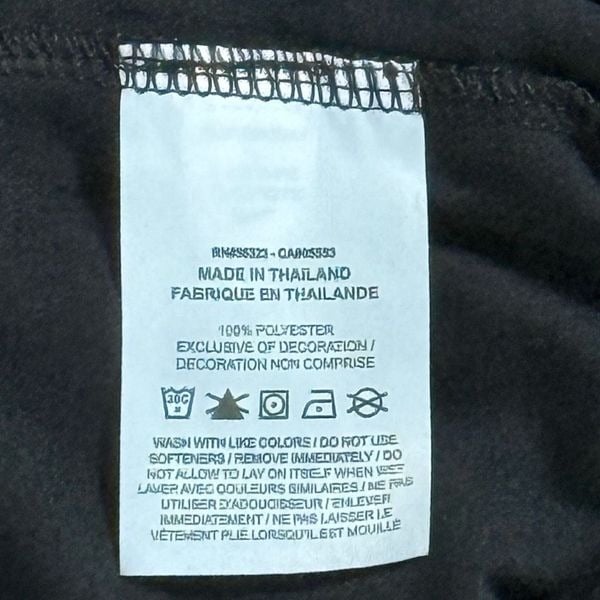 MADE IN THAILAND
FABRIQUE EN THAILANDE
100% POLYESTER
EXCLUSIVE OF DECORATION /
DECORATION NON COMPRISE
WASH WITH LIKE COLORS / DO NOT USE
SOFTENERS / REMOVE IMMEDIATELY / DO
NOT ALLOW TO LAY ON ITSELF WHEN WET
LAVER AVEC COULEURS SIMILAIRES / NE PAS
UTILISER D'ADOUCISSEUR / ENLEVER
IMMEDIATEMENT / NE PAS LAISSER LE
VÊTEMENT PLIE LORSQU'IL EST MOUILLÉ